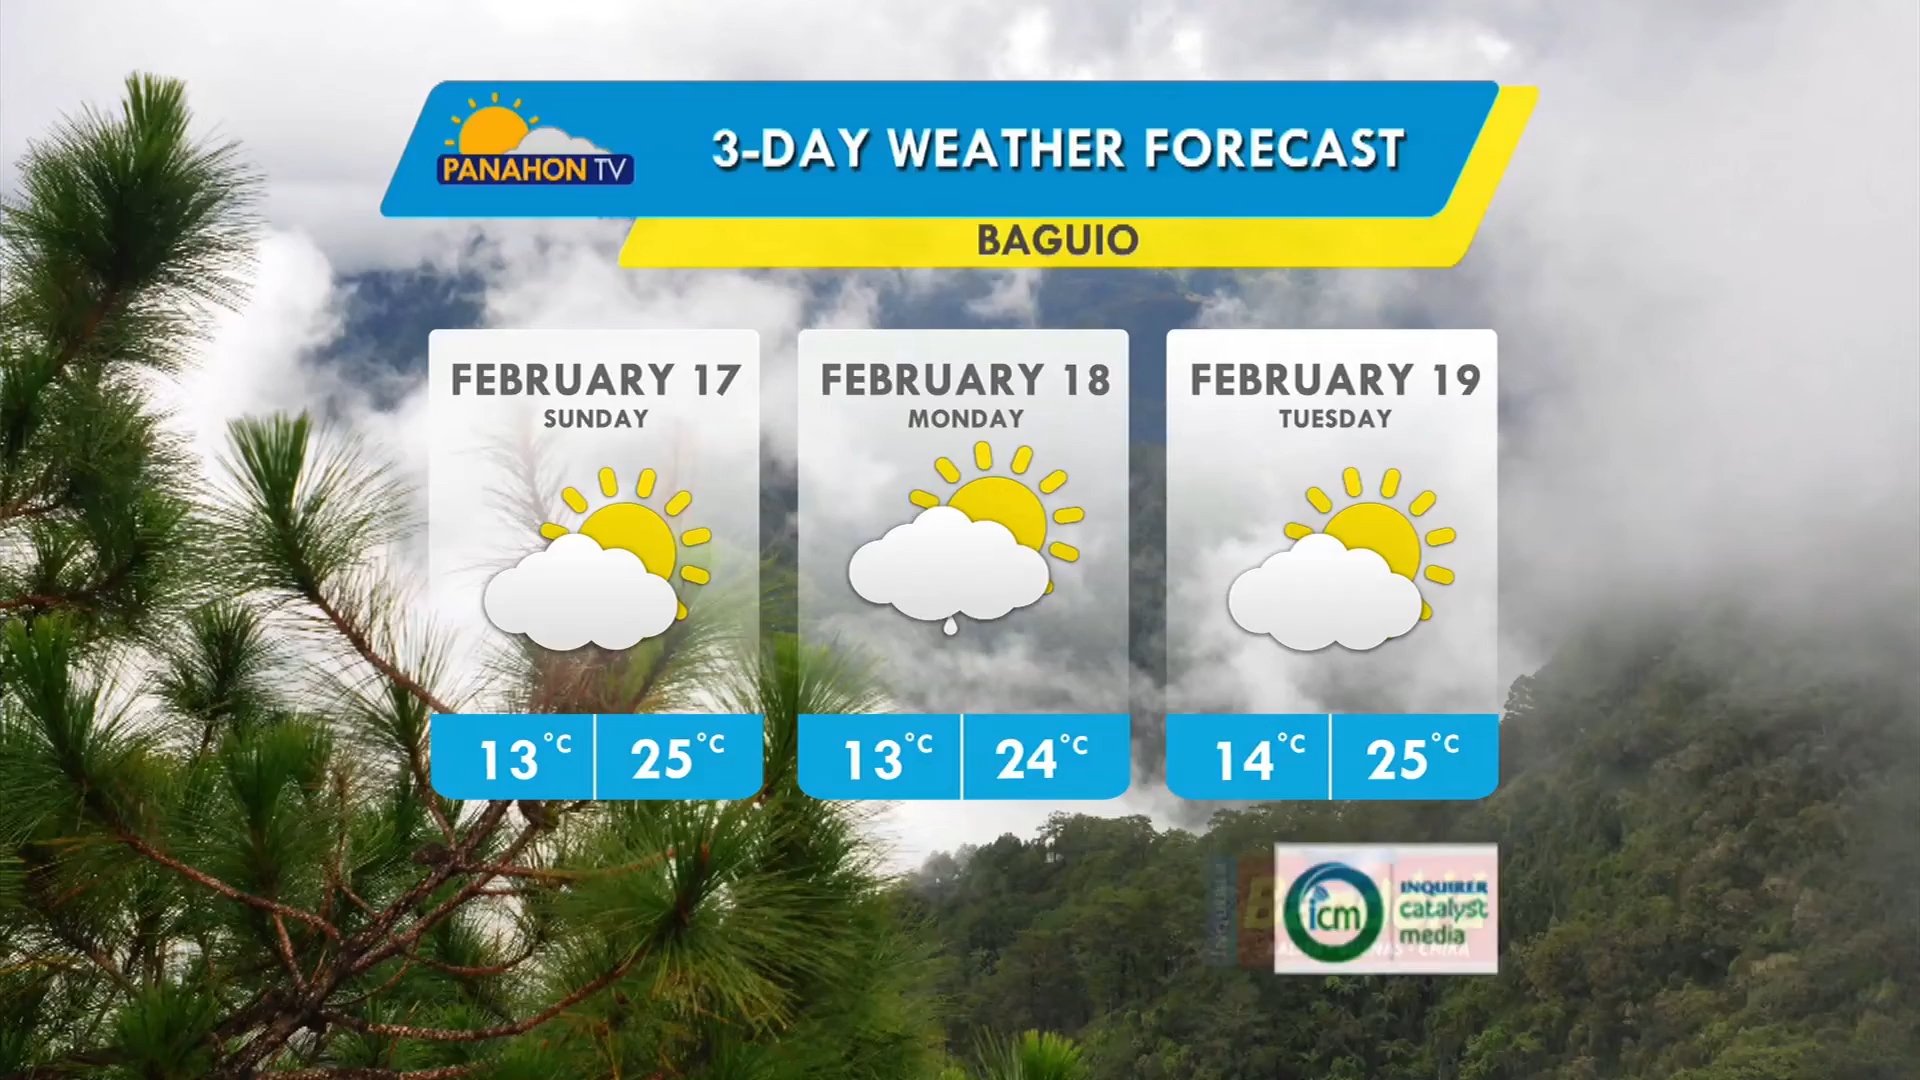 PANAHON TV
3-DAY WEATHER FORECAST
BAGUIO
FEBRUARY 17
SUNDAY
13°C
25°C
FEBRUARY 18
MONDAY
13°C
24°C
FEBRUARY 19
TUESDAY
14°C
25°C
icm
INQUIRER
catalyst
media